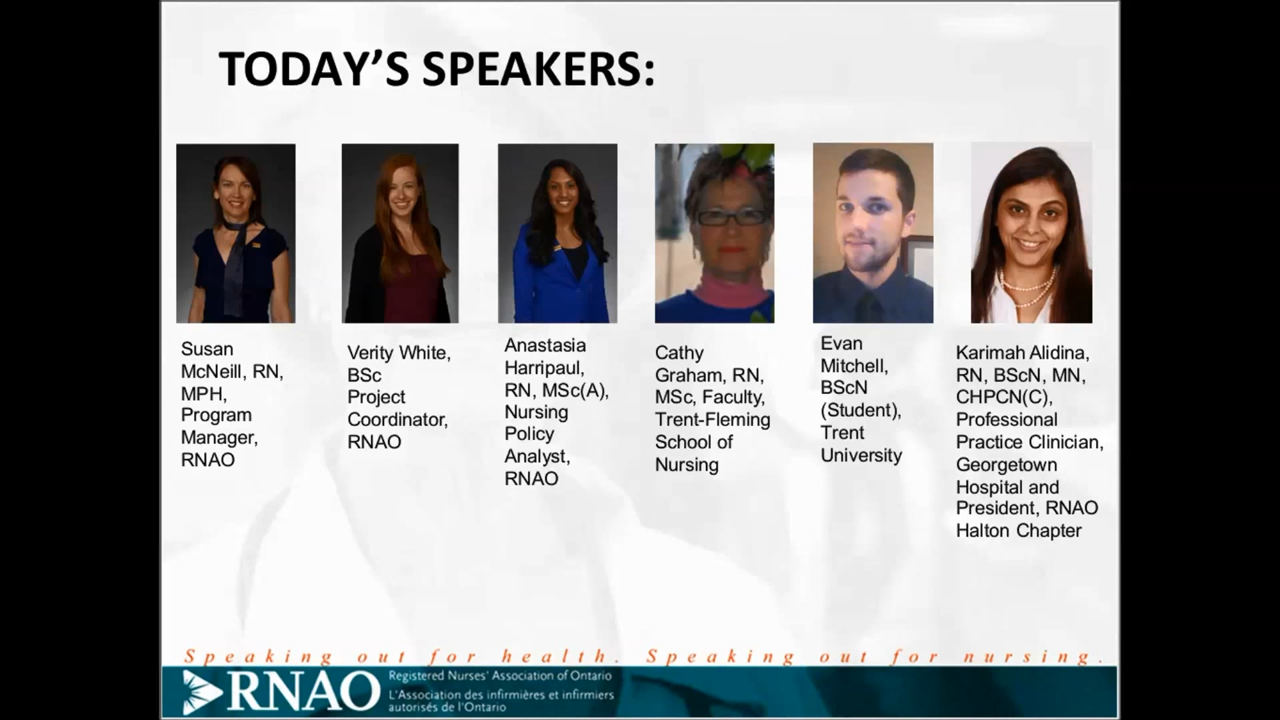 TODAY'S SPEAKERS:
Susan
McNeill, RN,
MPH,
Program
Manager,
RNAO
Verity White,
BSc
Project
Coordinator,
RNAO
Anastasia
Harripaul,
RN, MSc(A),
Nursing
Policy
Analyst,
RNAO
Cathy
Graham, RN,
MSc, Faculty,
Trent-Fleming
School of
Nursing
Evan
Mitchell,
BScN
(Student),
Trent
University
Karimah Alidina,
RN, BScN, MN,
CHPCN(C),
Professional
Practice Clinician,
Georgetown
Hospital and
President, RNAO
Halton Chapter
Speaking out for health. Speaking out for nursing.
RNAO
Registered Nurses' Association of Ontario
L'Association des infirmières et infirmiers
autorisés de l'Ontario